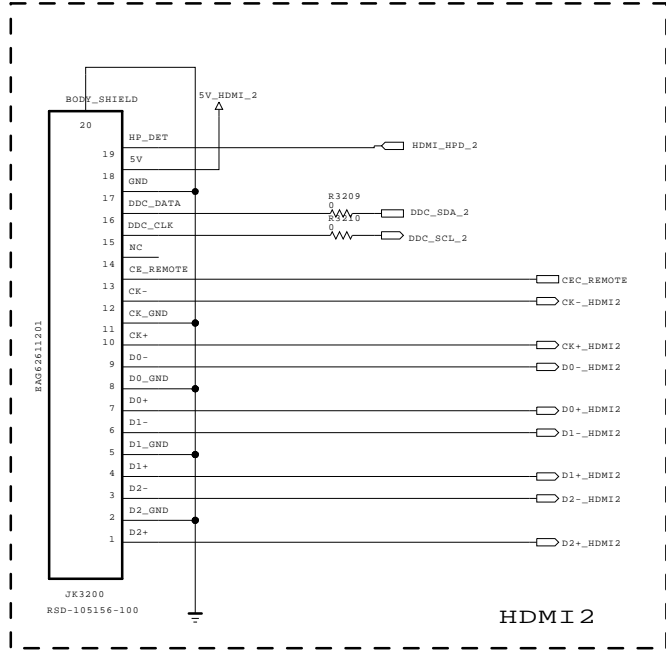 BODY_SHIELD
5V_HDMI_2
20
HP_DET
HDMI_HPD_2
19
5V
18
GND
17
DDC_DATA
R3209
0
DDC_SDA_2
16
DDC_CLK
R3210
0
DDC_SCL_2
15
NC
14
CE_REMOTE
CEC_REMOTE
13
CK-
CK-_HDMI2
12
CK_GND
11
CK+
CK+_HDMI2
10
D0-
D0-_HDMI2
9
D0_GND
8
D0+
D0+_HDMI2
7
D1-
D1-_HDMI2
6
D1_GND
5
D1+
D1+_HDMI2
4
D2-
D2-_HDMI2
3
D2_GND
2
D2+
D2+_HDMI2
1
EAG62611201
JK3200
RSD-105156-100
HDMI2